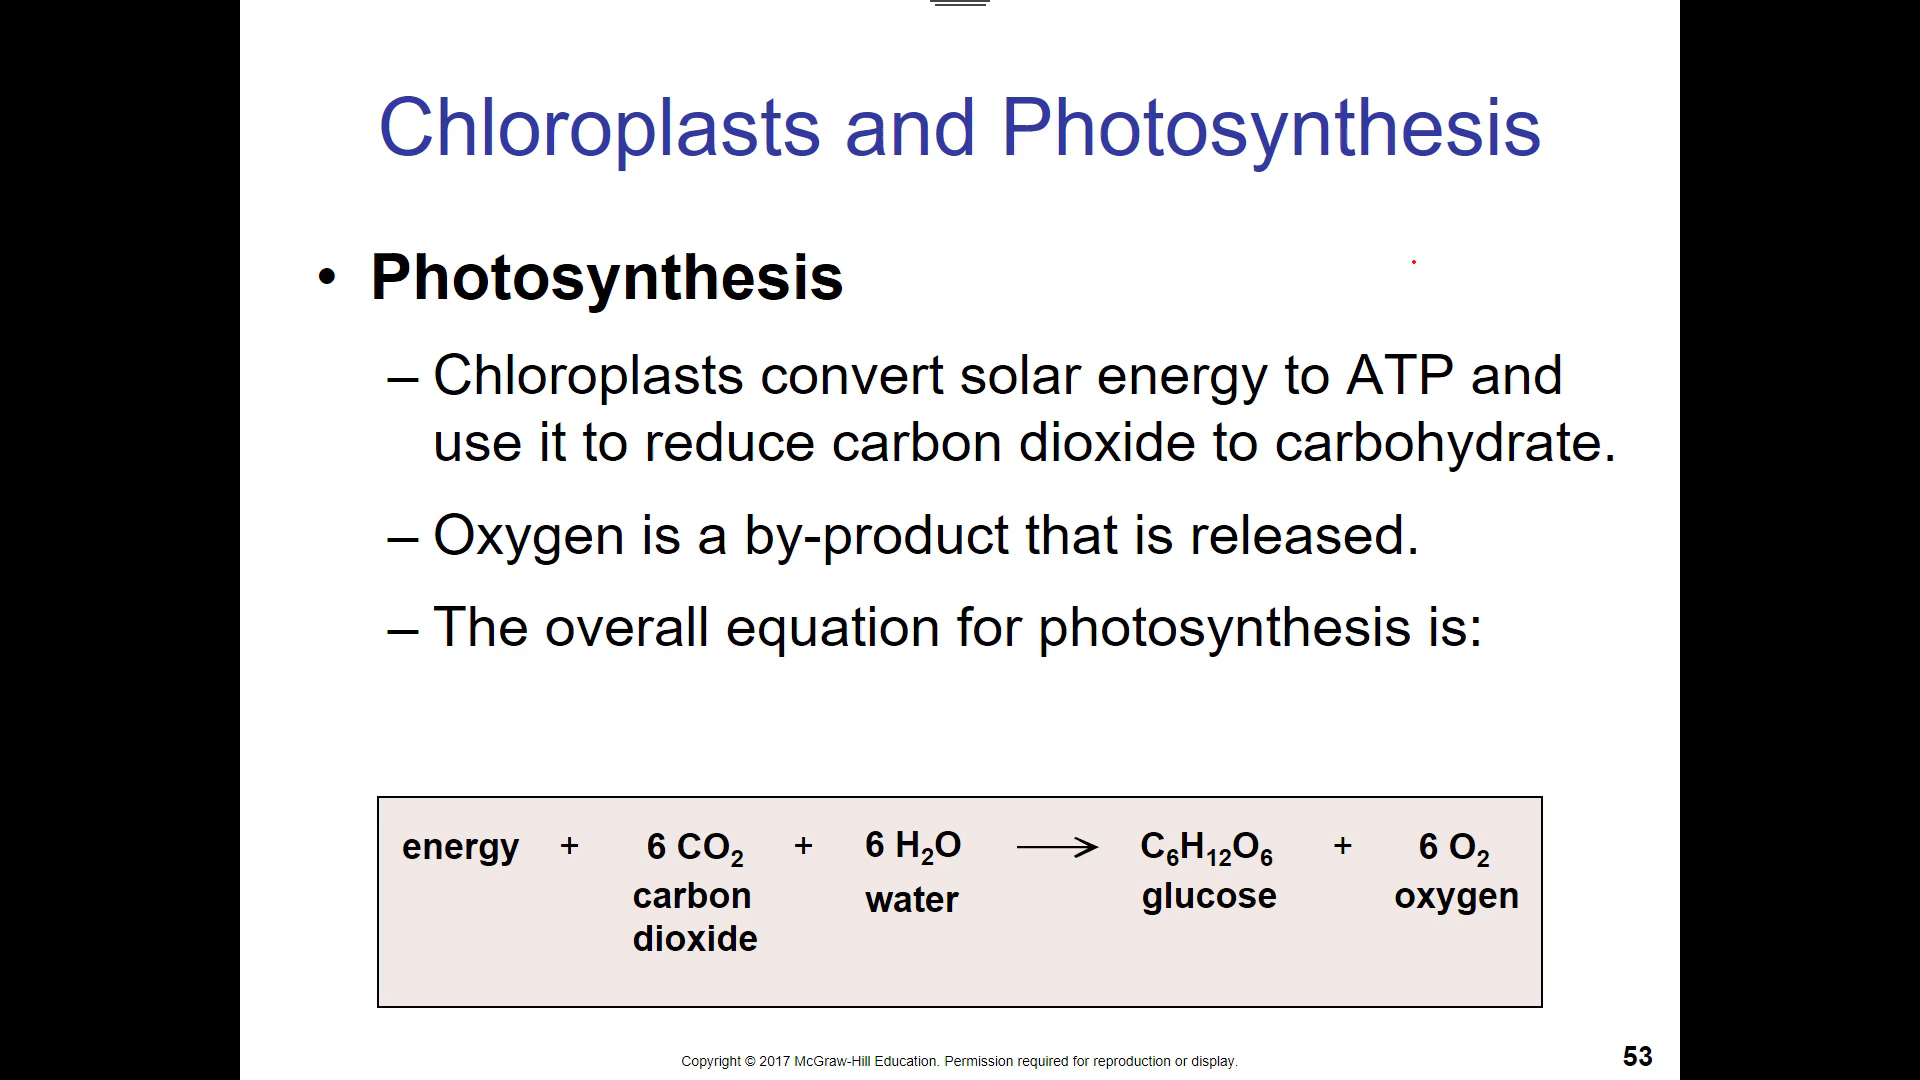 Chloroplasts and Photosynthesis
• Photosynthesis
– Chloroplasts convert solar energy to ATP and
use it to reduce carbon dioxide to carbohydrate.
– Oxygen is a by-product that is released.
– The overall equation for photosynthesis is:
energy + 6 CO₂ + 6 H₂O → C₆H₁₂O₆ + 6 O₂
carbon water glucose oxygen
dioxide
Copyright © 2017 McGraw-Hill Education. Permission required for reproduction or display.
53